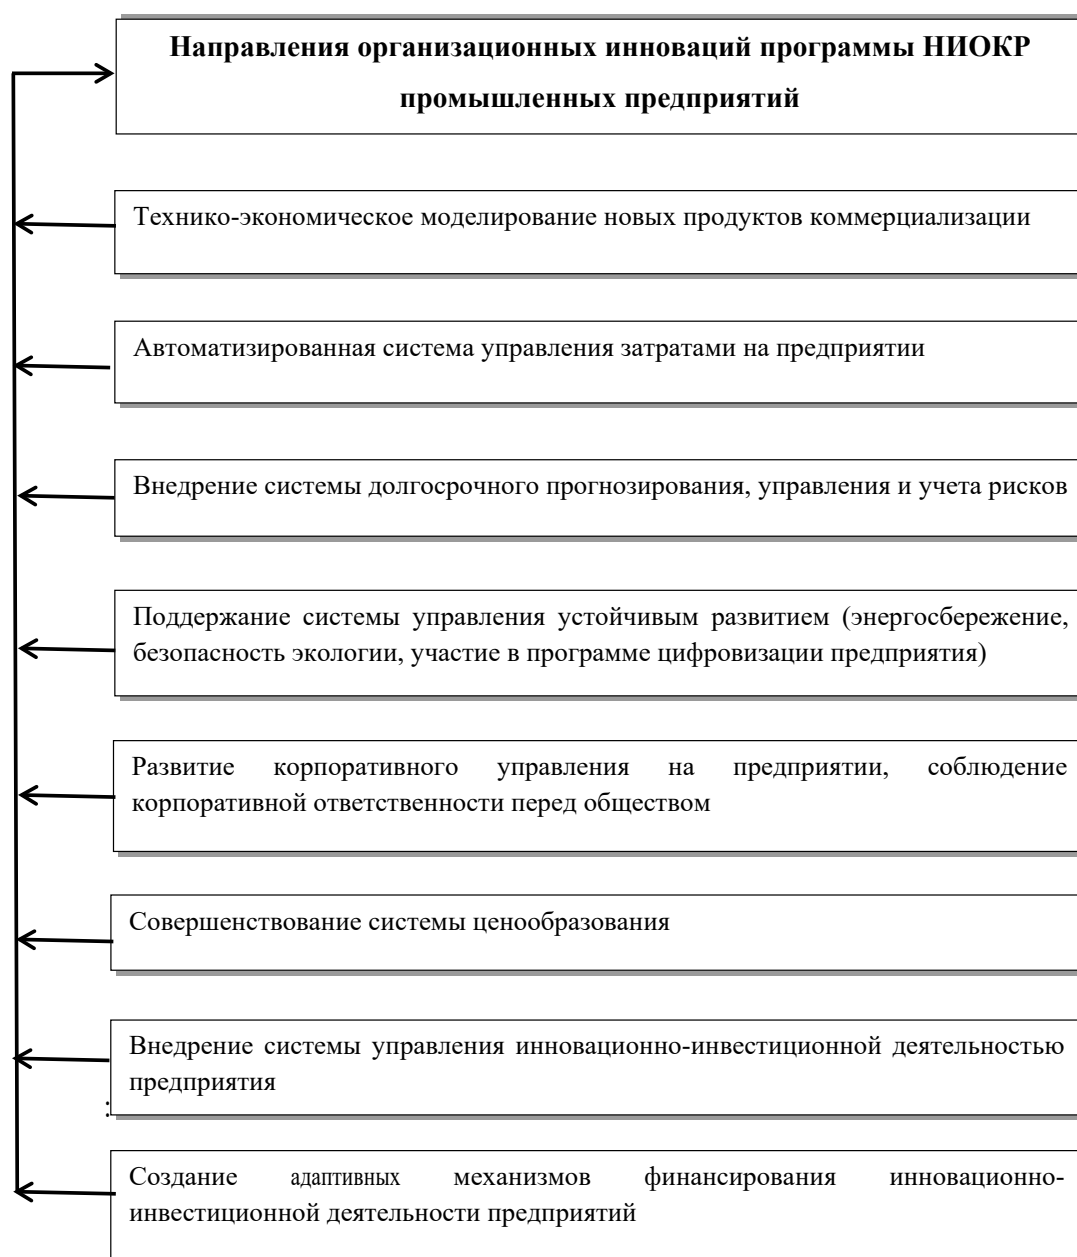 Направления организационных инноваций программы НИОКР
промышленных предприятий
Технико-экономическое моделирование новых продуктов коммерциализации
Автоматизированная система управления затратами на предприятии
Внедрение системы долгосрочного прогнозирования, управления и учета рисков
Поддержание системы управления устойчивым развитием (энергосбережение,
безопасность экологии, участие в программе цифровизации предприятия)
Развитие корпоративного управления на предприятии, соблюдение
корпоративной ответственности перед обществом
Совершенствование системы ценообразования
Внедрение системы управления инновационно-инвестиционной деятельностью
предприятия
:
Создание адаптивных механизмов финансирования инновационно-
инвестиционной деятельности предприятий